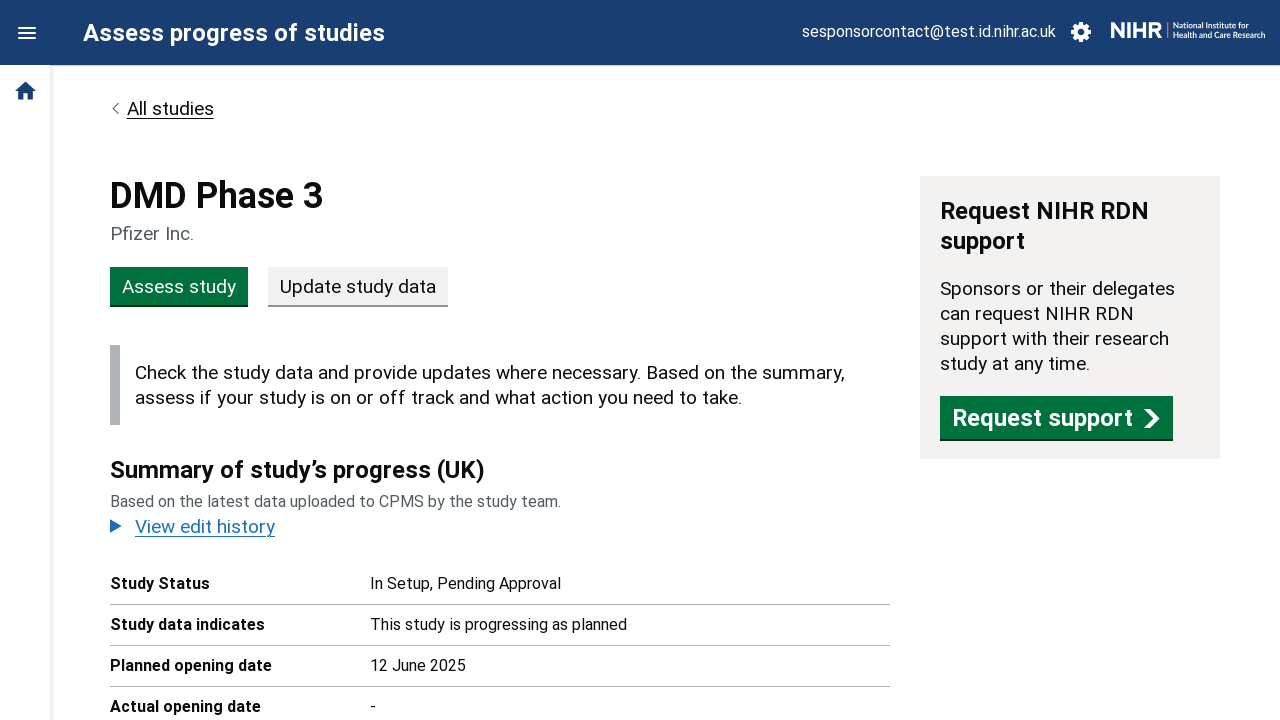 Assess progress of studies
sesponsorcontact@test.id.nihr.ac.uk
NIHR | National Institute for
Health and Care Research
All studies
DMD Phase 3
Pfizer Inc.
Assess study
Update study data
Check the study data and provide updates where necessary. Based on the summary,
assess if your study is on or off track and what action you need to take.
Summary of study’s progress (UK)
Based on the latest data uploaded to CPMS by the study team.
View edit history
Study Status In Setup, Pending Approval
Study data indicates This study is progressing as planned
Planned opening date 12 June 2025
Actual opening date -
Request NIHR RDN
support
Sponsors or their delegates
can request NIHR RDN
support with their research
study at any time.
Request support